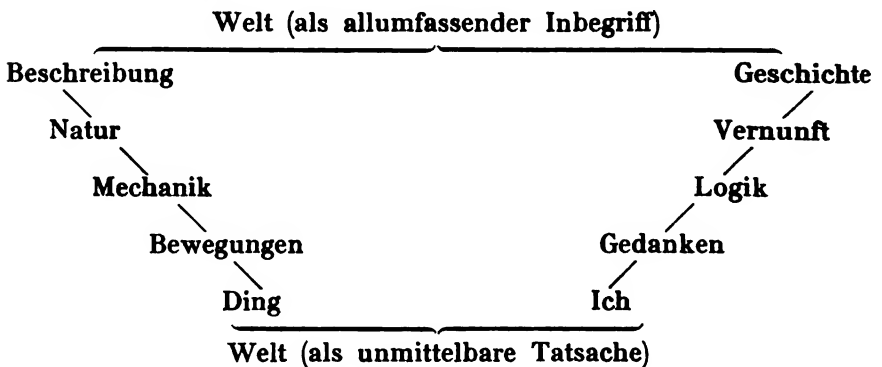 Welt (als allumfassender Inbegriff)
Beschreibung Geschichte
Natur Vernunft
Mechanik Logik
Bewegungen Gedanken
Ding Ich
Welt (als unmittelbare Tatsache)